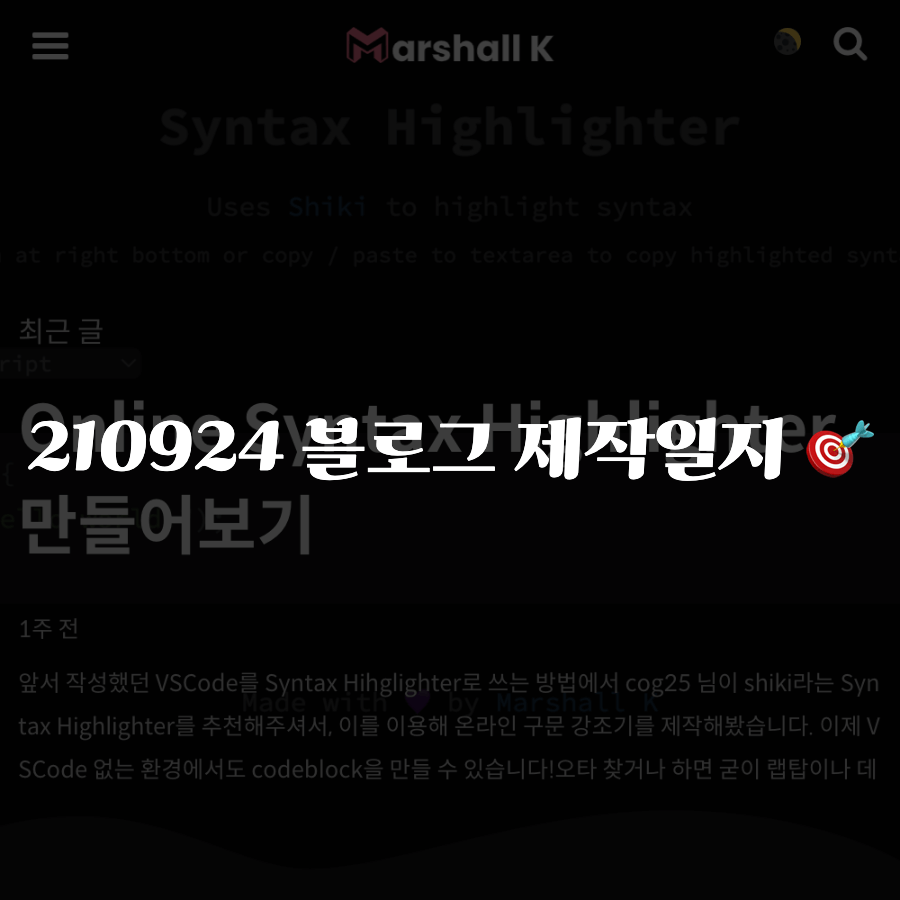 Marshall K
Syntax Highlighter
Uses Shiki to highlight syntax
at right bottom or copy / paste to textarea to copy highlighted synt
최근 글
ript
Online Syntax Highlighter
210924 블로그 제작일지 🎯
{
만들어보기
1주 전
앞서 작성했던 VSCode를 Syntax Hihglighter로 쓰는 방법에서 cog25 님이 shiki라는 Syn
Made with 💜 by Marshall K
tax Highlighter를 추천해주셔서, 이를 이용해 온라인 구문 강조기를 제작해봤습니다. 이제 V
SCode 없는 환경에서도 codeblock을 만들 수 있습니다!오타 찾거나 하면 굳이 랩탑이나 데